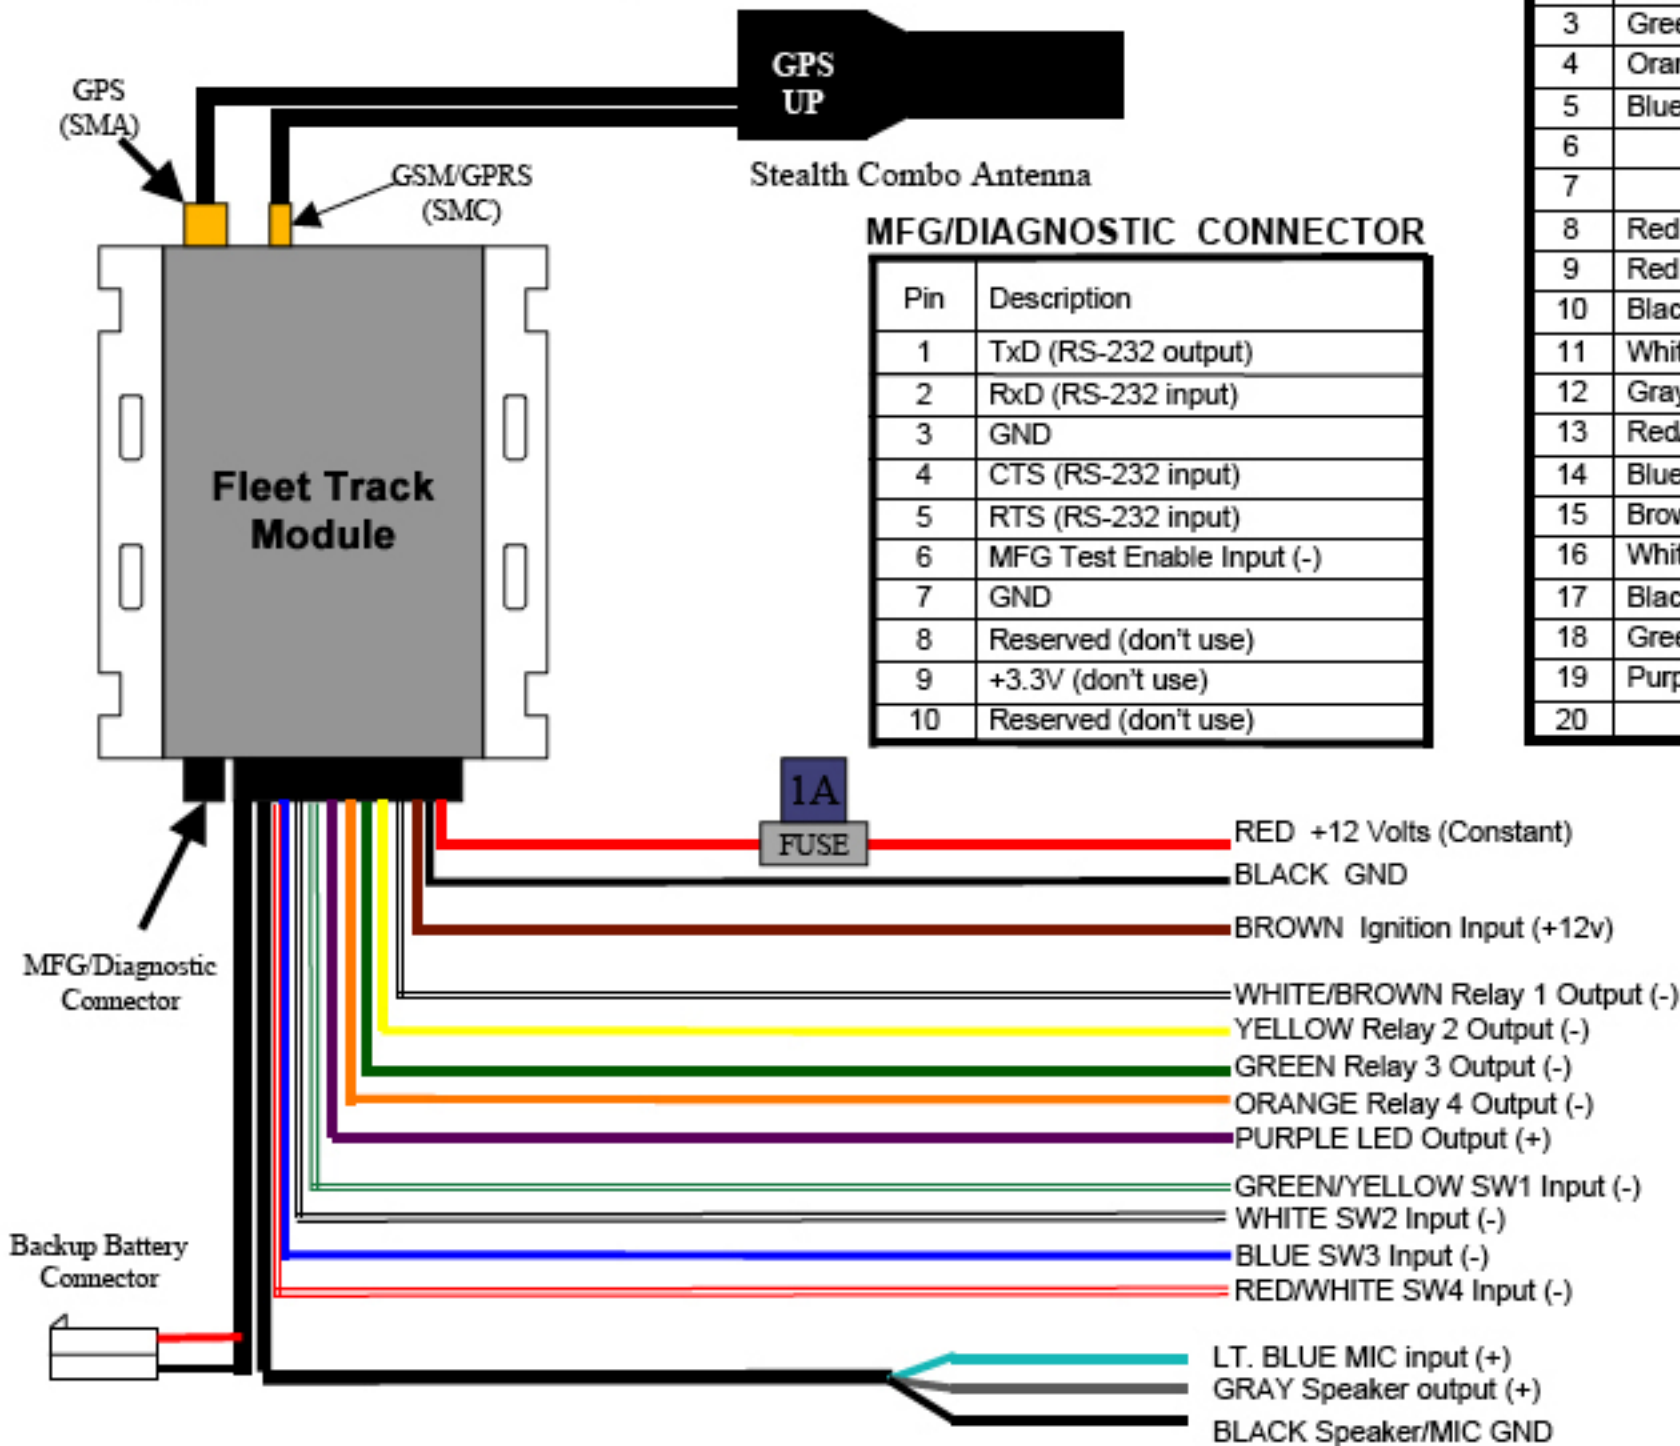 GPS
UP
GPS
(SMA)
GSM/GPRS
(SMC)
Stealth Combo Antenna
Fleet Track
Module
MFG/DIAGNOSTIC CONNECTOR
Pin Description
1 TxD (RS-232 output)
2 RxD (RS-232 input)
3 GND
4 CTS (RS-232 input)
5 RTS (RS-232 input)
6 MFG Test Enable Input (-)
7 GND
8 Reserved (don't use)
9 +3.3V (don't use)
10 Reserved (don't use)
3
4
5 Blue
6
7
8 Red
9 Red
10
11
12 Gray
13
14 Blue
15
16
17
18
19
20
1A
FUSE
RED +12 Volts (Constant)
BLACK GND
BROWN Ignition Input (+12v)
WHITE/BROWN Relay 1 Output (-)
YELLOW Relay 2 Output (-)
GREEN Relay 3 Output (-)
ORANGE Relay 4 Output (-)
PURPLE LED Output (+)
GREEN/YELLOW SW1 Input (-)
WHITE SW2 Input (-)
BLUE SW3 Input (-)
RED/WHITE SW4 Input (-)
MFG/Diagnostic
Connector
Backup Battery
Connector
LT. BLUE MIC input (+)
GRAY Speaker output (+)
BLACK Speaker/MIC GND